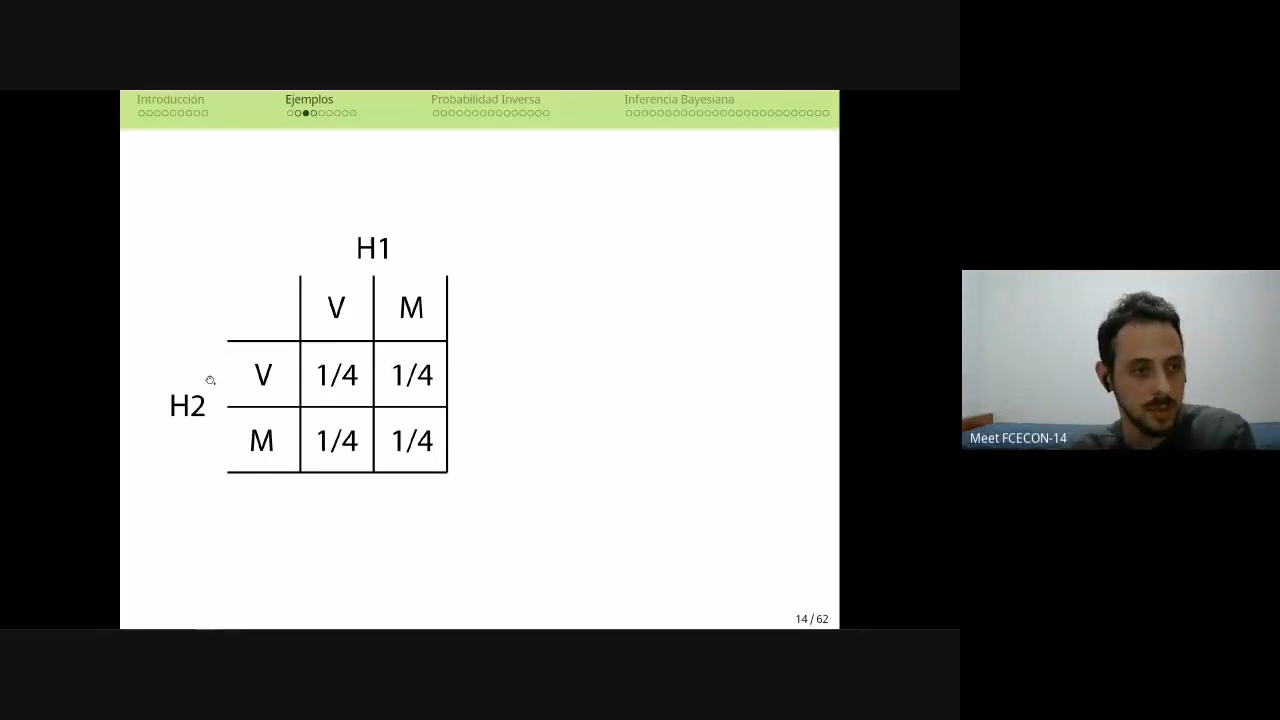 Introducción Ejemplos Probabilidad Inversa Inferencia Bayesiana
H1
V M
V 1/4 1/4
H2
M 1/4 1/4
Meet FCECON-14
14 / 62